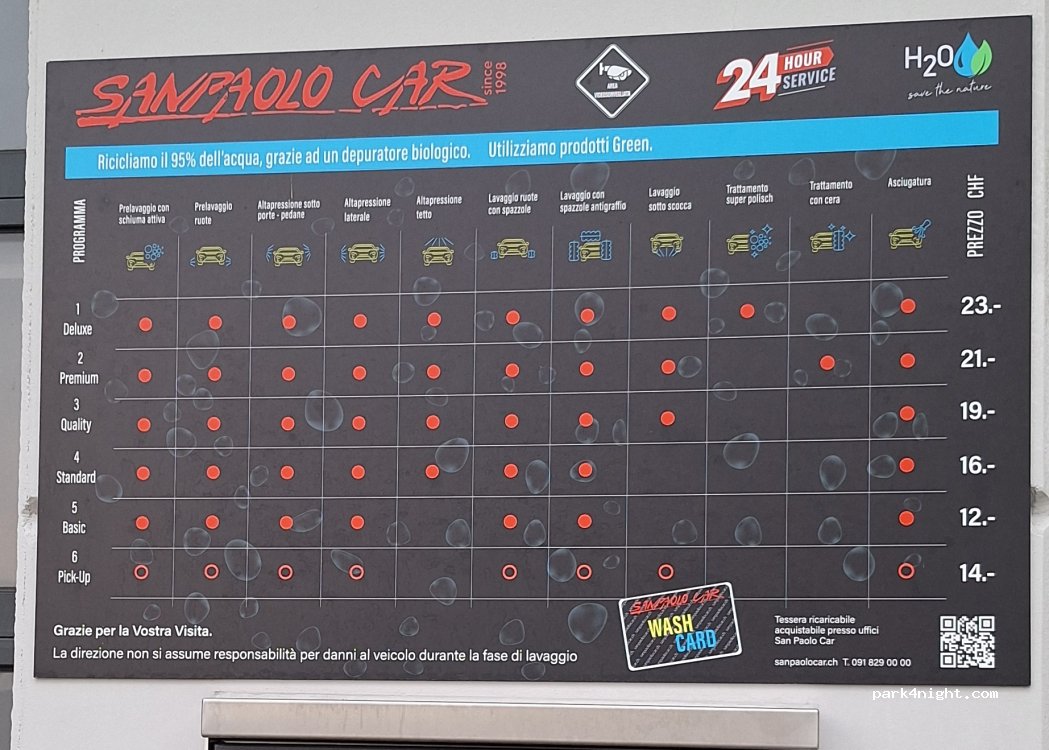 SANPAOLO CAR since 1998
AREA
VIDEOSORVEGLIATA
24 HOUR
SERVICE
H2O
save the nature
Ricicliamo il 95% dell'acqua, grazie ad un depuratore biologico. Utilizziamo prodotti Green.
PROGRAMMA
Prelavaggio con
schiuma attiva
Prelavaggio
ruote
Altapressione sotto
porte - pedane
Altapressione
laterale
Altapressione
tetto
Lavaggio ruote
con spazzole
Lavaggio con
spazzole antigraffio
Lavaggio
sotto scocca
Trattamento
super polisch
Trattamento
con cera
Asciugatura
PREZZO CHF
1
Deluxe
23.-
2
Premium
21.-
3
Quality
19.-
4
Standard
16.-
5
Basic
12.-
6
Pick-Up
14.-
Grazie per la Vostra Visita.
La direzione non si assume responsabilità per danni al veicolo durante la fase di lavaggio
SANPAOLO CAR
WASH
CARD
Tessera ricaricabile
acquistabile presso uffici
San Paolo Car
sanpaolocar.ch T. 091 829 00 00
park4night.com